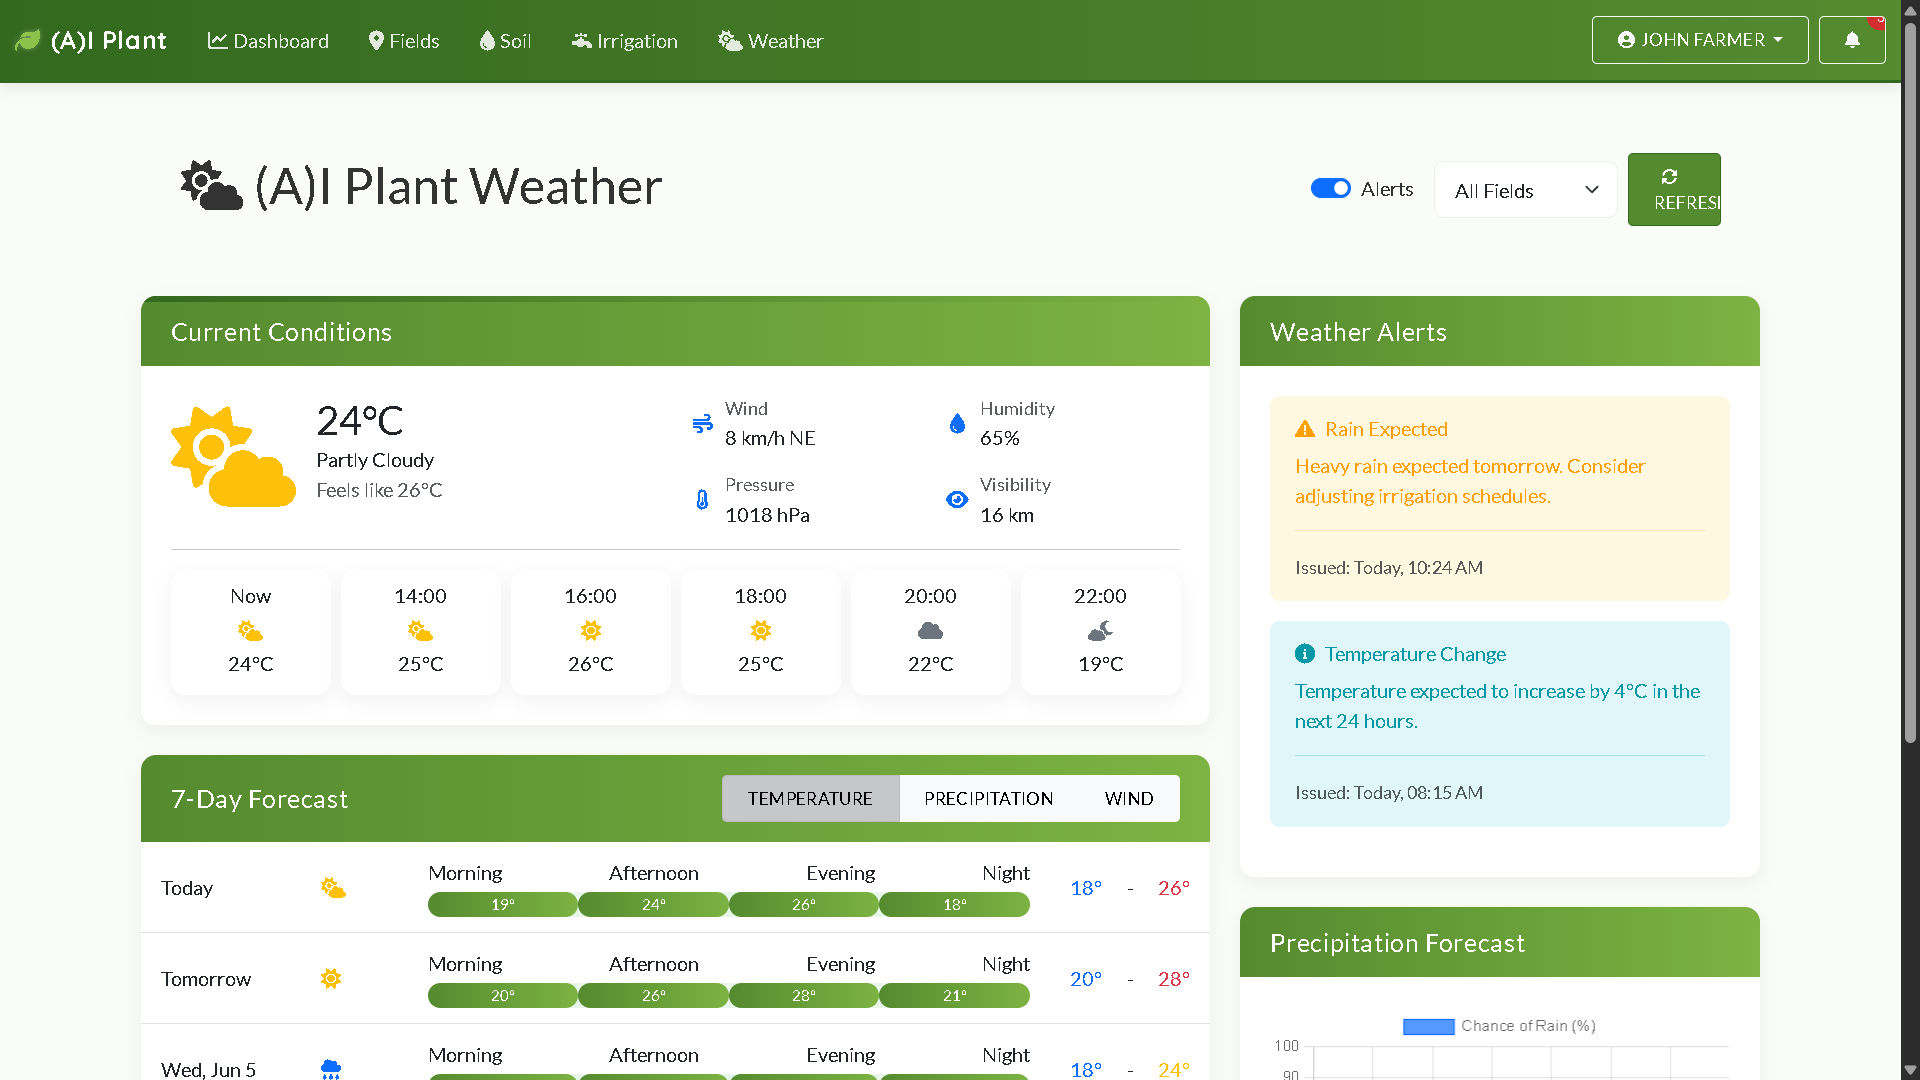 (A)I Plant
Dashboard
Fields
Soil
Irrigation
Weather
JOHN FARMER
(A)I Plant Weather
Alerts
All Fields
REFRES
Current Conditions
24°C
Partly Cloudy
Feels like 26°C
Wind
8 km/h NE
Humidity
65%
Pressure
1018 hPa
Visibility
16 km
Now
24°C
14:00
25°C
16:00
26°C
18:00
25°C
20:00
22°C
22:00
19°C
7-Day Forecast
TEMPERATURE
PRECIPITATION
WIND
Today
Morning
Afternoon
Evening
Night
19°
24°
26°
18°
18° - 26°
Tomorrow
Morning
Afternoon
Evening
Night
20°
26°
28°
21°
20° - 28°
Wed, Jun 5
Morning
Afternoon
Evening
Night
18° - 24°
Weather Alerts
Rain Expected
Heavy rain expected tomorrow. Consider
adjusting irrigation schedules.
Issued: Today, 10:24 AM
Temperature Change
Temperature expected to increase by 4°C in the
next 24 hours.
Issued: Today, 08:15 AM
Precipitation Forecast
Chance of Rain (%)
100
90